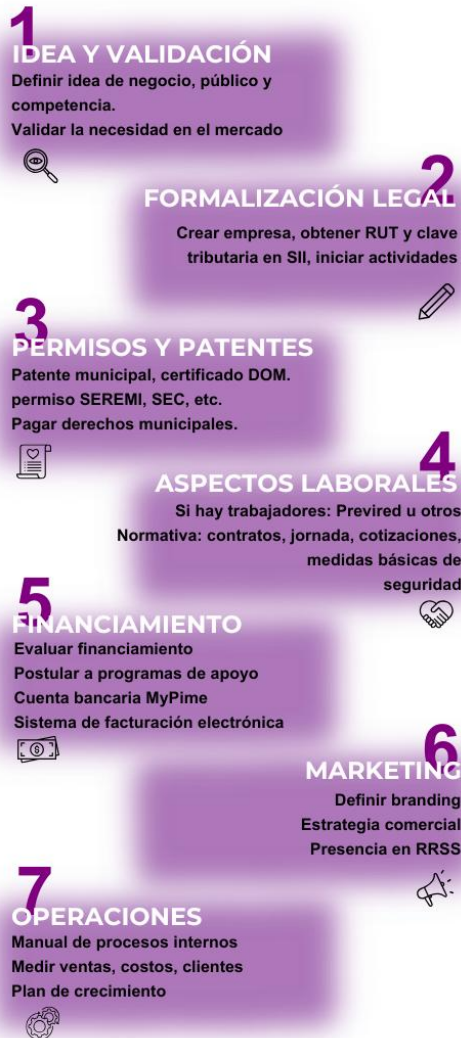 1
IDEA Y VALIDACIÓN
Definir idea de negocio, público y
competencia.
Validar la necesidad en el mercado
2
FORMALIZACIÓN LEGAL
Crear empresa, obtener RUT y clave
tributaria en SII, iniciar actividades
3
PERMISOS Y PATENTES
Patente municipal, certificado DOM.
permiso SEREMI, SEC, etc.
Pagar derechos municipales.
4
ASPECTOS LABORALES
Si hay trabajadores: Previred u otros
Normativa: contratos, jornada, cotizaciones,
medidas básicas de
seguridad
5
FINANCIAMIENTO
Evaluar financiamiento
Postular a programas de apoyo
Cuenta bancaria MyPime
Sistema de facturación electrónica
6
MARKETING
Definir branding
Estrategia comercial
Presencia en RRSS
7
OPERACIONES
Manual de procesos internos
Medir ventas, costos, clientes
Plan de crecimiento